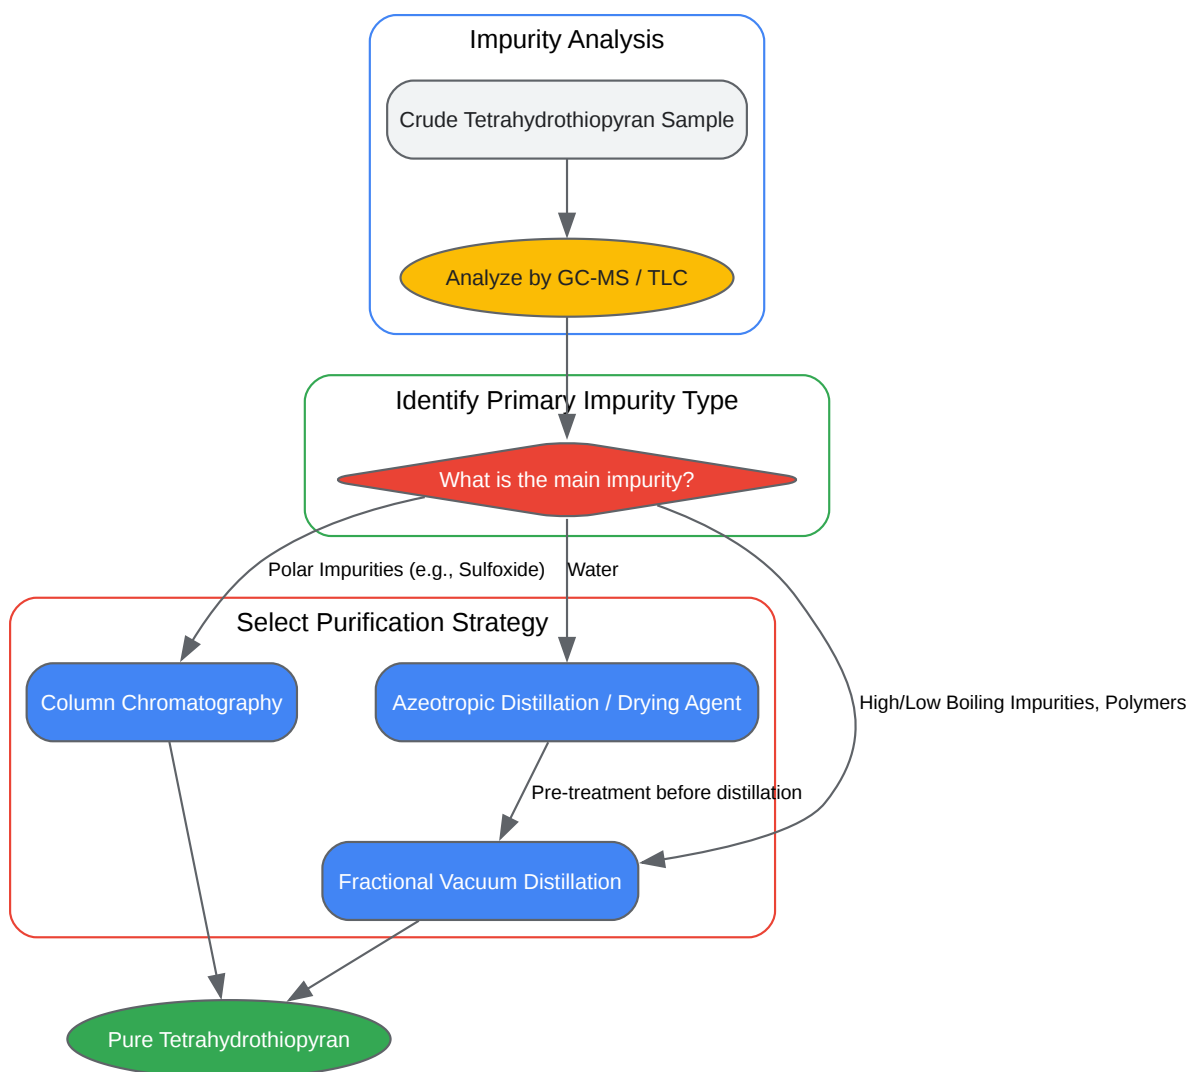 Impurity Analysis
Crude Tetrahydrothiopyran Sample
Analyze by GC-MS / TLC
Identify Primary Impurity Type
What is the main impurity?
Polar Impurities (e.g., Sulfoxide)
Water
Select Purification Strategy
Column Chromatography
Azeotropic Distillation / Drying Agent
High/Low Boiling Impurities, Polymers
Pre-treatment before distillation
Fractional Vacuum Distillation
Pure Tetrahydrothiopyran